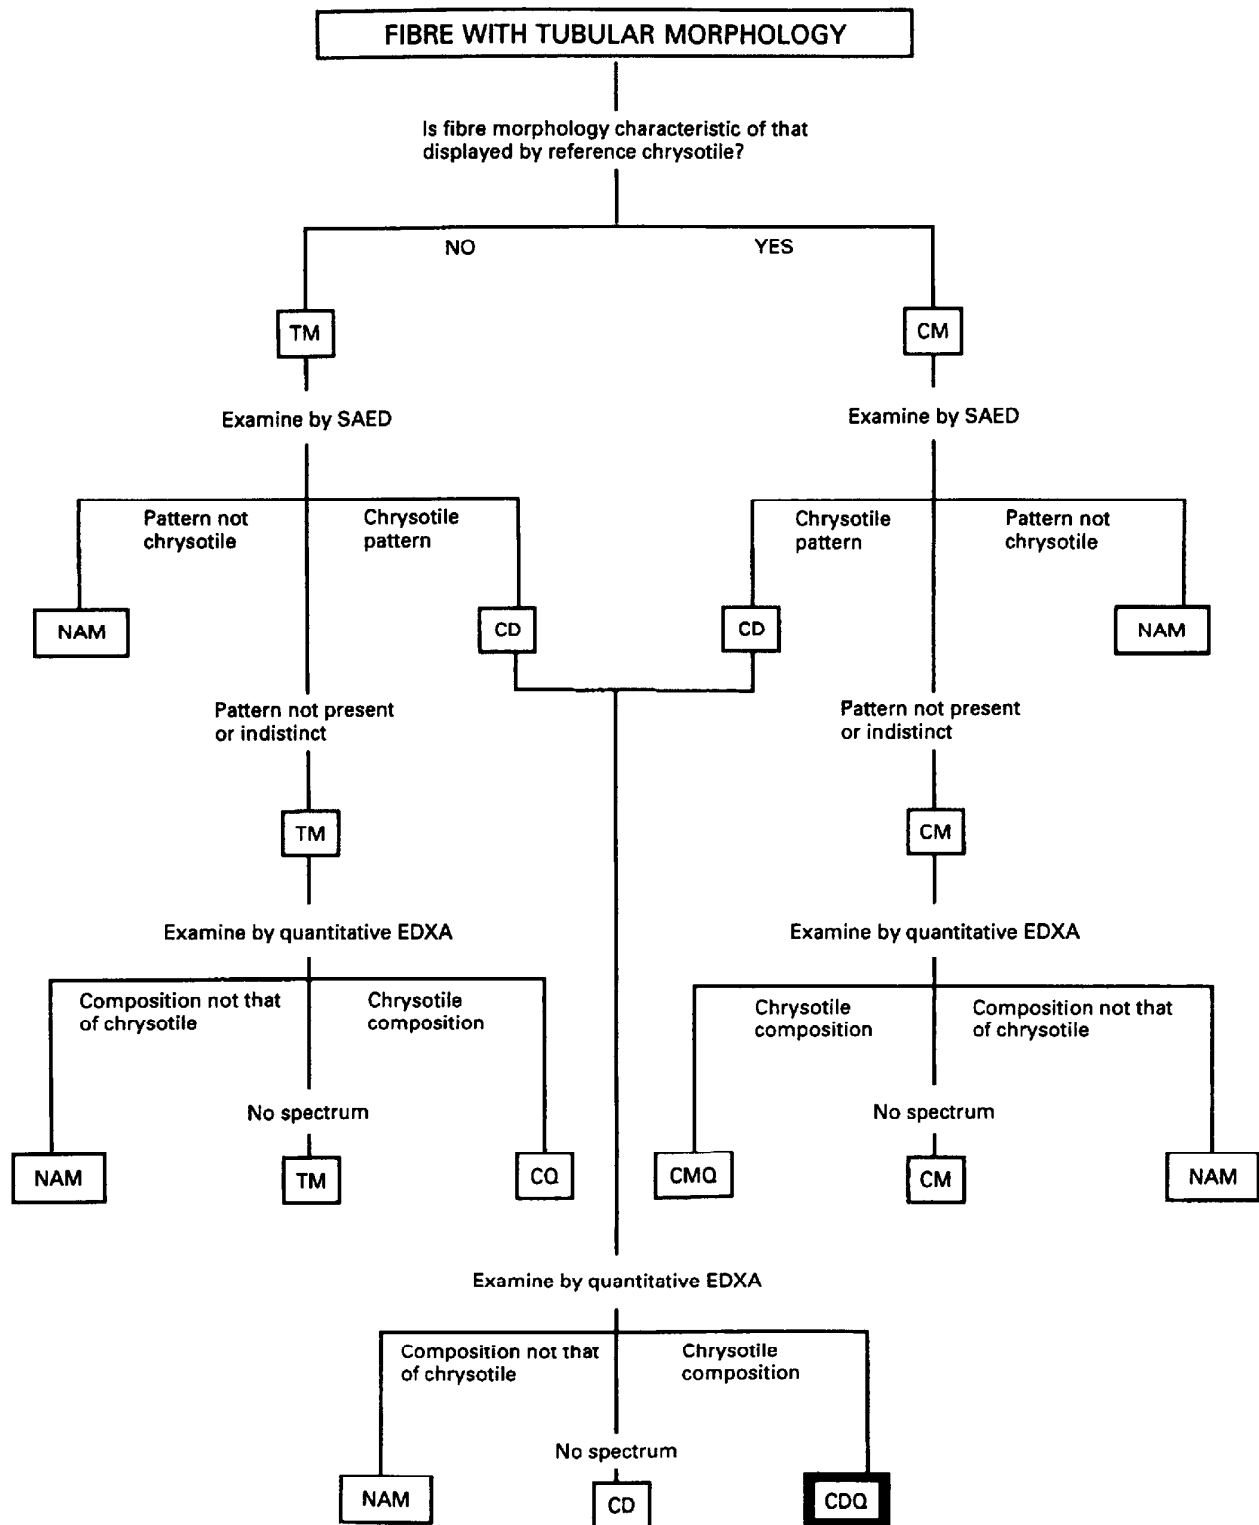 FIBRE WITH TUBULAR MORPHOLOGY
Is fibre morphology characteristic of that
displayed by reference chrysotile?
NO
YES
TM
CM
Examine by SAED
Examine by SAED
Pattern not
chrysotile
Chrysotile
pattern
Chrysotile
pattern
Pattern not
chrysotile
NAM
CD
CD
NAM
Pattern not present
or indistinct
Pattern not present
or indistinct
TM
CM
Examine by quantitative EDXA
Examine by quantitative EDXA
Composition not that
of chrysotile
Chrysotile
composition
Chrysotile
composition
Composition not that
of chrysotile
No spectrum
No spectrum
NAM
TM
CQ
CMQ
CM
NAM
Examine by quantitative EDXA
Composition not that
of chrysotile
Chrysotile
composition
No spectrum
NAM
CD
CDQ